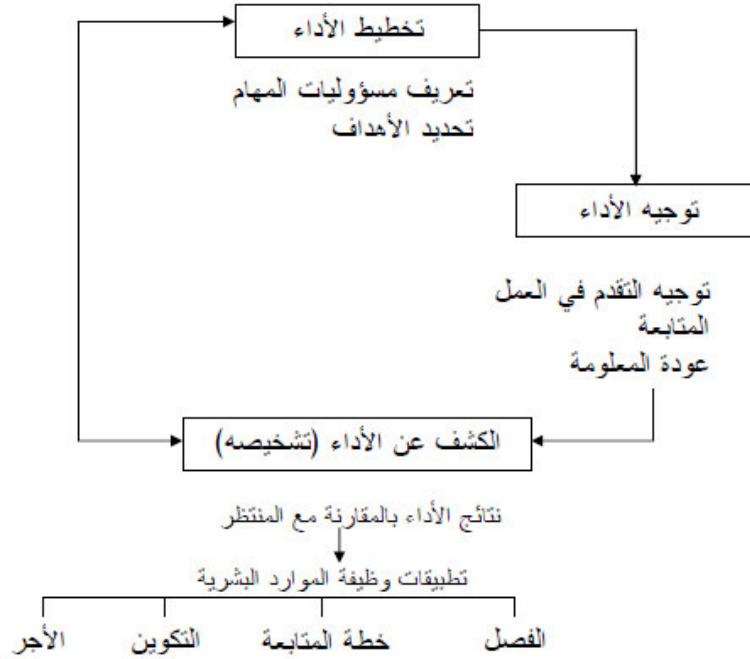 تخطيط الأداء
تعريف مسؤوليات المهام
تحديد الأهداف
توجيه الأداء
توجيه التقدم في العمل
المتابعة
عودة المعلومة
الكشف عن الأداء (تشخيصه)
نتائج الأداء بالمقارنة مع المنتظر
تطبيقات وظيفة الموارد البشرية
الفصل
خطة المتابعة
التكوين
الأجر